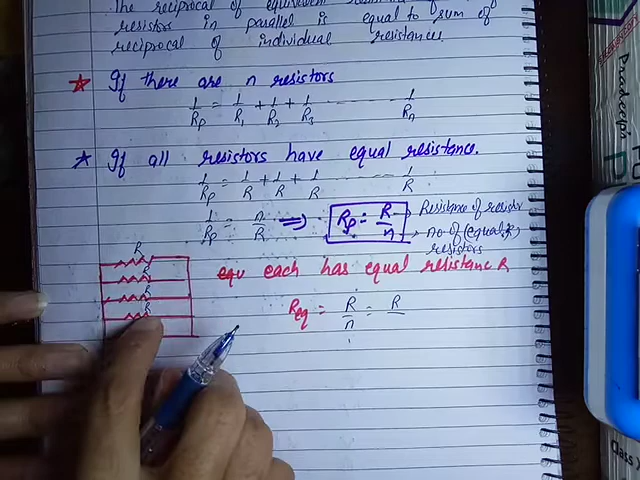 The reciprocal of equivalent
resistors in parallel is equal to sum of
reciprocal of individual resistances.
If there are n resistors
1/Rp = 1/R1 + 1/R2 + 1/R3 ------ 1/Rn
If all resistors have equal resistance.
1/Rp = 1/R + 1/R + 1/R ------ 1/R
1/Rp = n/R => Rp = R/n Resistance of resistor
no of (equal R) resistors
R
R
R
R
equ each has equal resistance R
Req = R/n = R
Pradeep's
Class X